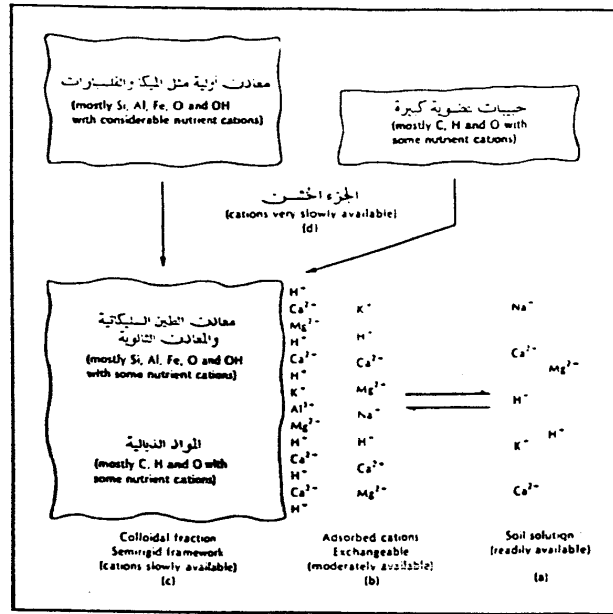 معادن أولية مثل الميكا والفلسبارات
(mostly Si, Al, Fe, O and OH
with considerable nutrient cations)
حبيبات عضوية كبيرة
(mostly C, H and O with
some nutrient cations)
الجزء الخشن
(cations very slowly available)
(d)
معادن الطين السليكاتية
والمعادن الثانوية
(mostly Si, Al, Fe, O and OH
with some nutrient cations)
المواد الدبالية
(mostly C, H and O with
some nutrient cations)
H⁺
Ca²⁺
Mg²⁺
H⁺
Ca²⁺
H⁺
K⁺
Al³⁺
Mg²⁺
H⁺
Ca²⁺
H⁺
Ca²⁺
H⁺
K⁺
H⁺
Ca²⁺
Mg²⁺
Na⁺
H⁺
Ca²⁺
Mg²⁺
Na⁺
Ca²⁺
Mg²⁺
H⁺
H⁺
K⁺
Ca²⁺
Colloidal fraction
Semirigid framework
(cations slowly available)
(c)
Adsorbed cations
Exchangeable
(moderately available)
(b)
Soil solution
(readily available)
(a)